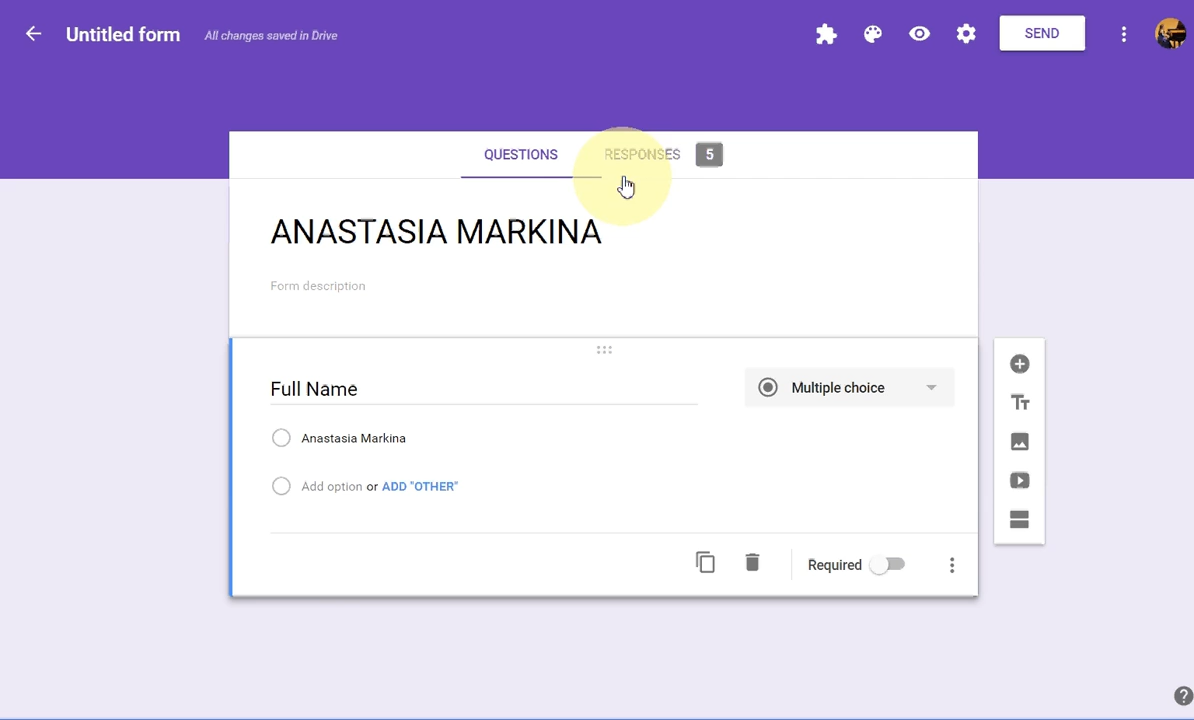 Untitled form
All changes saved in Drive
SEND
QUESTIONS
RESPONSES 5
ANASTASIA MARKINA
Form description
Full Name
Multiple choice
Anastasia Markina
Add option or ADD "OTHER"
Required